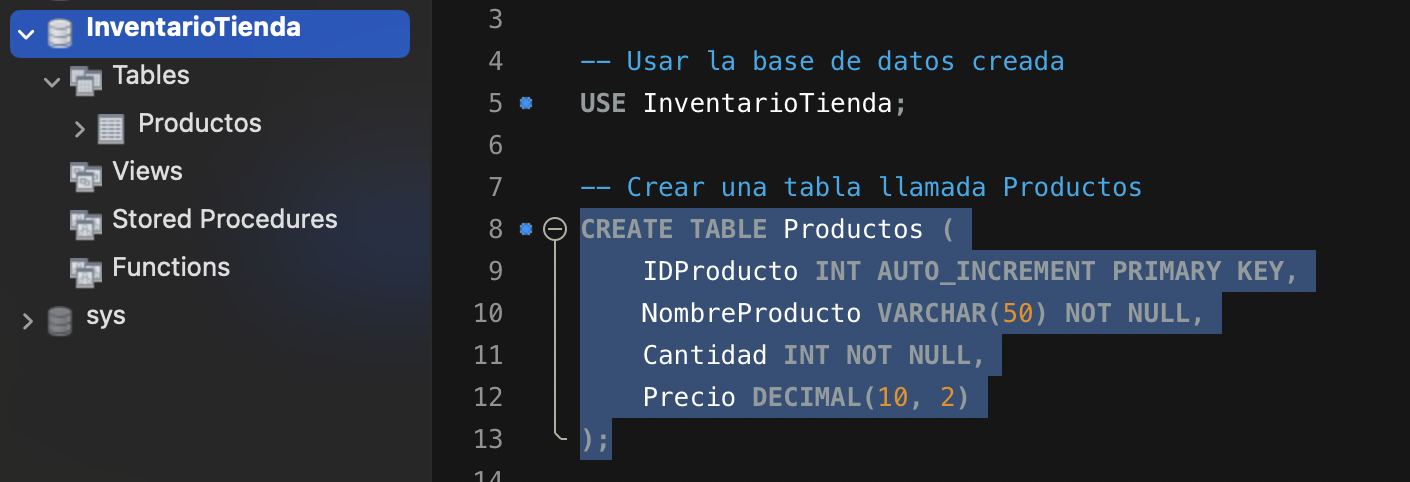 InventarioTienda
Tables
Productos
Views
Stored Procedures
Functions
sys
3
4 -- Usar la base de datos creada
5 USE InventarioTienda;
6
7 -- Crear una tabla llamada Productos
8 CREATE TABLE Productos (
9 IDProducto INT AUTO_INCREMENT PRIMARY KEY,
10 NombreProducto VARCHAR(50) NOT NULL,
11 Cantidad INT NOT NULL,
12 Precio DECIMAL(10, 2)
13 );
14